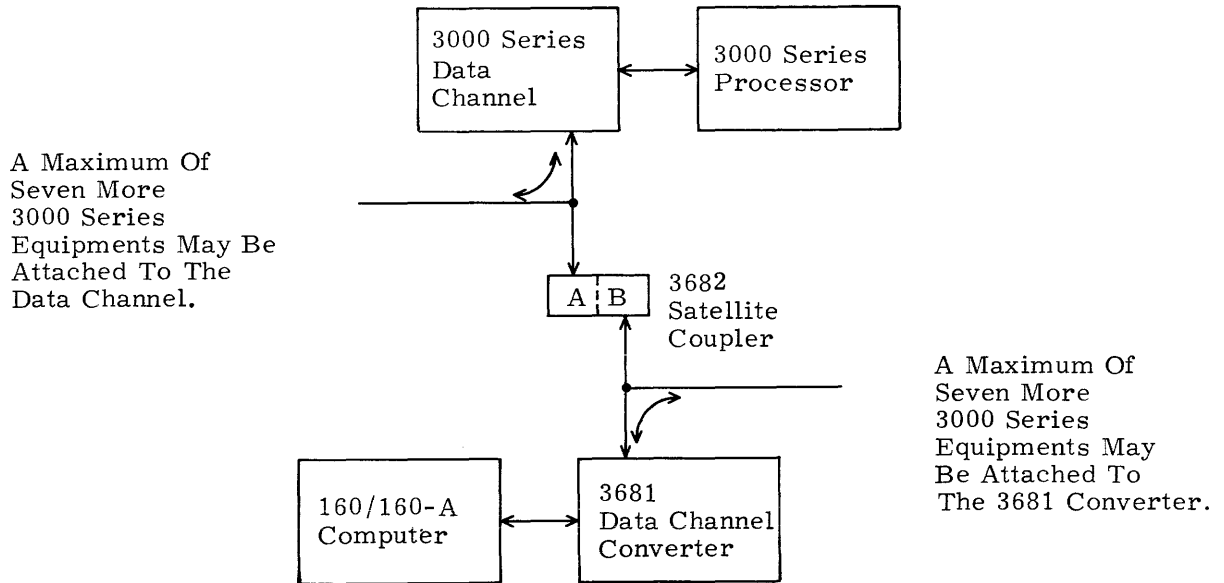 3000 Series
Data
Channel
3000 Series
Processor
A Maximum Of
Seven More
3000 Series
Equipments May Be
Attached To The
Data Channel.
A B
3682
Satellite
Coupler
A Maximum Of
Seven More
3000 Series
Equipments May
Be Attached To
The 3681 Converter.
160/160-A
Computer
3681
Data Channel
Converter